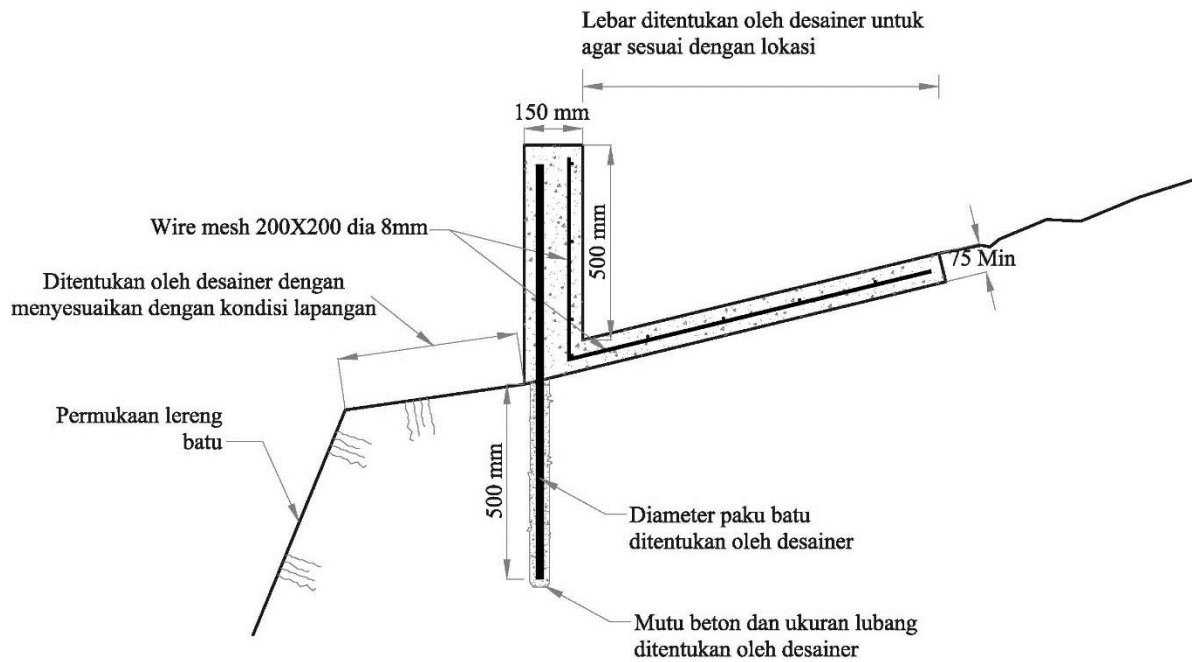 Lebar ditentukan oleh desainer untuk
agar sesuai dengan lokasi
150 mm
500 mm
Wire mesh 200X200 dia 8mm
75 Min
Ditentukan oleh desainer dengan
menyesuaikan dengan kondisi lapangan
Permukaan lereng
batu
500 mm
Diameter paku batu
ditentukan oleh desainer
Mutu beton dan ukuran lubang
ditentukan oleh desainer